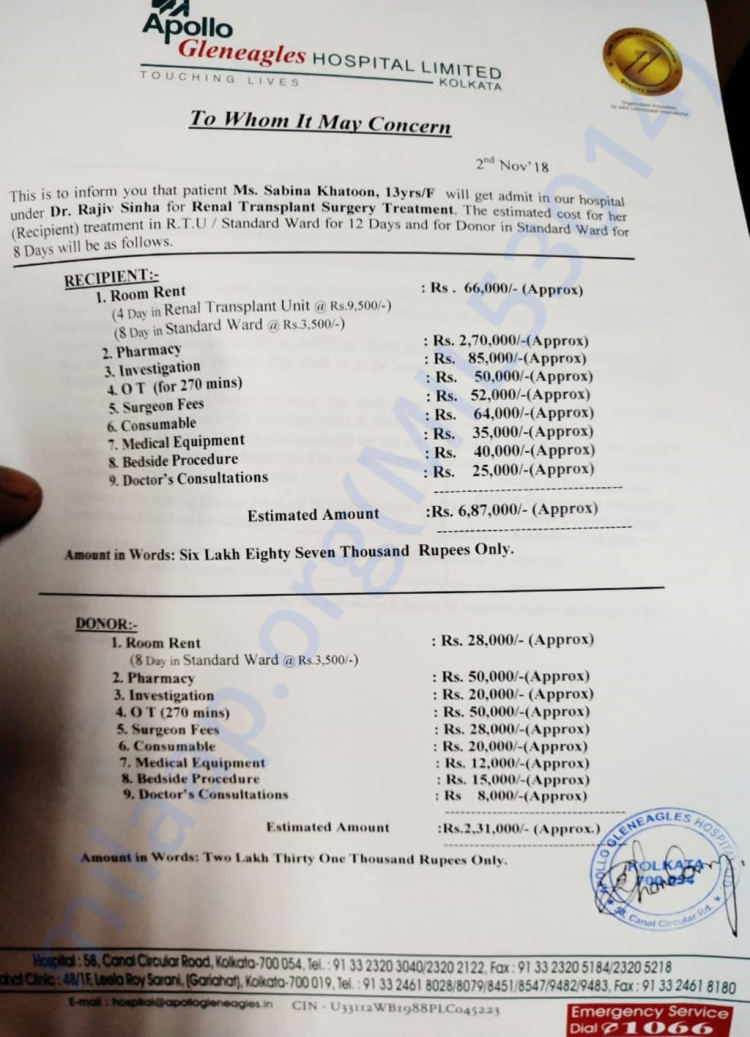 Apollo
Gleneagles HOSPITAL LIMITED
TOUCHING LIVES
KOLKATA
To Whom It May Concern
2nd Nov'18
This is to inform you that patient Ms. Sabina Khatoon, 13yrs/F will get admit in our hospital
under Dr. Rajiv Sinha for Renal Transplant Surgery Treatment. The estimated cost for her
(Recipient) treatment in R.T.U / Standard Ward for 12 Days and for Donor in Standard Ward for
8 Days will be as follows.
RECIPIENT:-
1. Room Rent : Rs . 66,000/- (Approx)
(4 Day in Renal Transplant Unit @ Rs.9,500/-)
(8 Day in Standard Ward @ Rs.3,500/-)
2. Pharmacy : Rs. 2,70,000/-(Approx)
3. Investigation : Rs. 85,000/-(Approx)
4. O T (for 270 mins) : Rs. 50,000/-(Approx)
5. Surgeon Fees : Rs. 52,000/-(Approx)
6. Consumable : Rs. 64,000/-(Approx)
7. Medical Equipment : Rs. 35,000/-(Approx)
8. Bedside Procedure : Rs. 40,000/-(Approx)
9. Doctor's Consultations : Rs. 25,000/-(Approx)
Estimated Amount :Rs. 6,87,000/- (Approx)
Amount in Words: Six Lakh Eighty Seven Thousand Rupees Only.
DONOR:-
1. Room Rent : Rs. 28,000/- (Approx)
(8 Day in Standard Ward @ Rs.3,500/-)
2. Pharmacy : Rs. 50,000/-(Approx)
3. Investigation : Rs. 20,000/-(Approx)
4. O T (270 mins) : Rs. 50,000/-(Approx)
5. Surgeon Fees : Rs. 28,000/-(Approx)
6. Consumable : Rs. 20,000/-(Approx)
7. Medical Equipment : Rs. 12,000/-(Approx)
8. Bedside Procedure : Rs. 15,000/-(Approx)
9. Doctor's Consultations : Rs 8,000/-(Approx)
Estimated Amount :Rs.2,31,000/- (Approx.)
Amount in Words: Two Lakh Thirty One Thousand Rupees Only.
APOLLO GLENEAGLES HOSPITAL
KOLKATA
700 054
58, Canal Circular Rd.
Hospital : 58, Canal Circular Road, Kolkata-700 054, Tel. : 91 33 2320 3040/2320 2122, Fax : 91 33 2320 5184/2320 5218
Clinic : 48/1F, Leela Roy Sarani, (Gariahat), Kolkata-700 019, Tel. : 91 33 2461 8028/8079/8451/8547/9482/9483, Fax : 91 33 2461 8180
E-mail : hospital@apollogleneagles.in CIN - U33112WB1988PLC045223
Emergency Service
Dial 1066
milaap.org